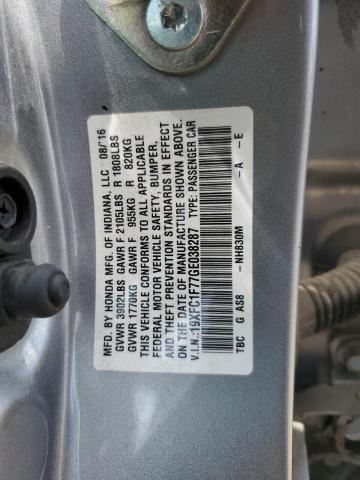 MFD. BY HONDA MFG. OF INDIANA, LLC 08/'16
GVWR 3902LBS GAWR F 2105LBS R 1808LBS
GVWR 1770KG GAWR F 955KG R 820KG
THIS VEHICLE CONFORMS TO ALL APPLICABLE
FEDERAL MOTOR VEHICLE SAFETY, BUMPER,
AND THEFT PREVENTION STANDARDS IN EFFECT
ON THE DATE OF MANUFACTURE SHOWN ABOVE.
V.I.N.:19XFC1F77GE038287 TYPE: PASSENGER CAR
-NH830M -A -E
TBC G AS8